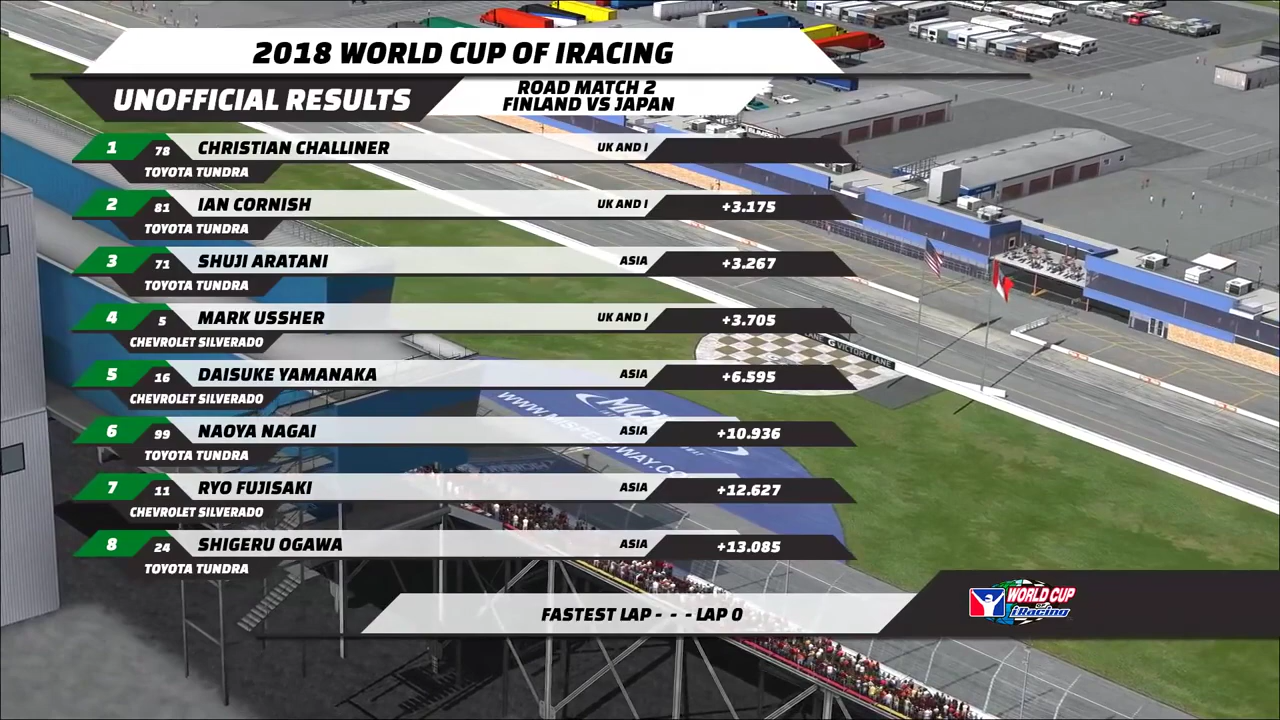 2018 WORLD CUP OF IRACING
UNOFFICIAL RESULTS
ROAD MATCH 2
FINLAND VS JAPAN
1 78 CHRISTIAN CHALLINER UK AND I
TOYOTA TUNDRA
2 81 IAN CORNISH UK AND I +3.175
TOYOTA TUNDRA
3 71 SHUJI ARATANI ASIA +3.267
TOYOTA TUNDRA
4 5 MARK USSHER UK AND I +3.705
CHEVROLET SILVERADO
5 16 DAISUKE YAMANAKA ASIA +6.595
CHEVROLET SILVERADO
6 99 NAOYA NAGAI ASIA +10.936
TOYOTA TUNDRA
7 11 RYO FUJISAKI ASIA +12.627
CHEVROLET SILVERADO
8 24 SHIGERU OGAWA ASIA +13.085
TOYOTA TUNDRA
VICTORY LANE
FASTEST LAP - - - LAP 0
WORLD CUP
OF
iRacing